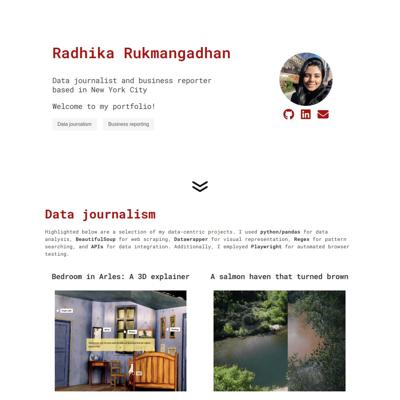 Radhika Rukmangadhan
Data journalist and business reporter
based in New York City
Welcome to my portfolio!
Data journalism
Business reporting
Data journalism
Highlighted below are a selection of my data-centric projects. I used python/pandas for data
analysis, BeautifulSoup for web scraping, Datawrapper for visual representation, Regex for pattern
searching, and APIs for data integration. Additionally, I employed Playwright for automated browser
testing.
Bedroom in Arles: A 3D explainer
A salmon haven that turned brown